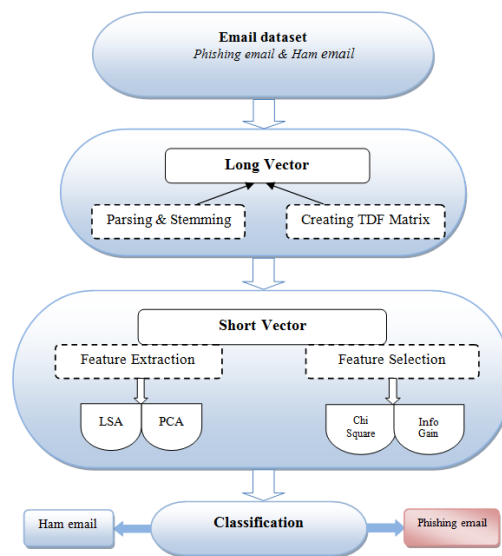 Email dataset
Phishing email & Ham email
Long Vector
Parsing & Stemming
Creating TDF Matrix
Short Vector
Feature Extraction
Feature Selection
LSA
PCA
Chi
Square
Info
Gain
Ham email
Classification
Phishing email